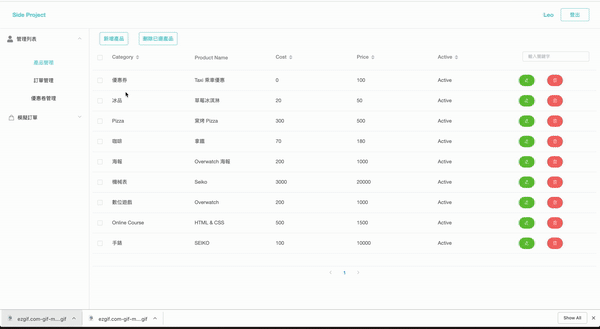 Side Project
Leo
登出
管理列表
新增產品
刪除已選產品
Category
Product Name
Cost
Price
Active
產品管理
訂單管理
優惠卷管理
模擬訂單
優惠券
Taxi 乘車優惠
0
100
Active
冰品
草莓冰淇淋
20
50
Active
Pizza
窯烤 Pizza
300
500
Active
咖啡
拿鐵
70
180
Active
海報
Overwatch 海報
200
1000
Active
機械表
Seiko
3000
20000
Active
數位遊戲
Overwatch
200
1000
Active
Online Course
HTML & CSS
500
1500
Active
手錶
SEIKO
100
10000
Active
1
ezgif.com-gif-m....gif
ezgif.com-gif-m....gif
Show All